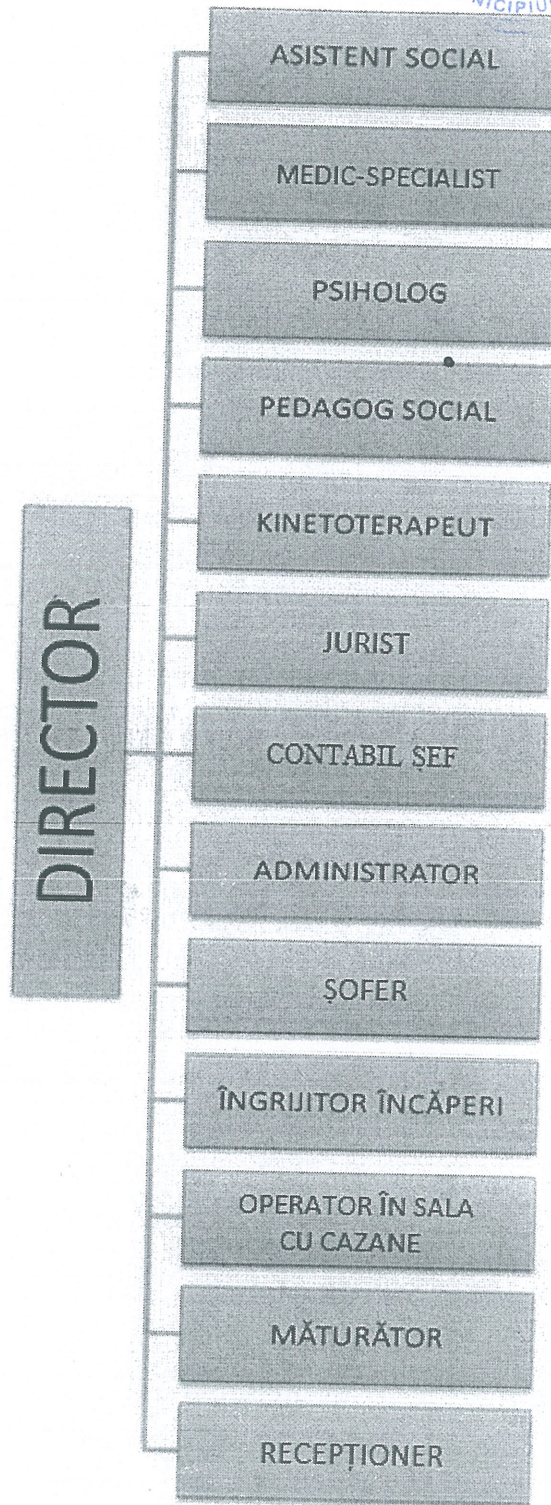 ASISTENT SOCIAL
MEDIC-SPECIALIST
PSIHOLOG
PEDAGOG SOCIAL
KINETOTERAPEUT
JURIST
DIRECTOR
CONTABIL ȘEF
ADMINISTRATOR
ȘOFER
ÎNGRIJITOR ÎNCĂPERI
OPERATOR ÎN SALA
CU CAZANE
MĂTURĂTOR
RECEPȚIONER